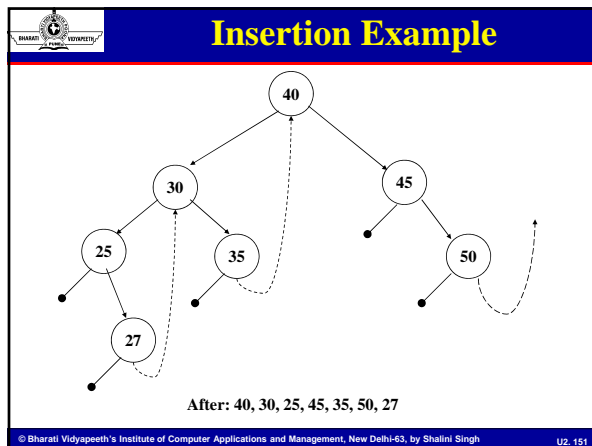 BHARATI VIDYAPEETH
PUNE
Insertion Example
40
30
45
25
35
50
27
After: 40, 30, 25, 45, 35, 50, 27
© Bharati Vidyapeeth's Institute of Computer Applications and Management, New Delhi-63, by Shalini Singh
U2. 151